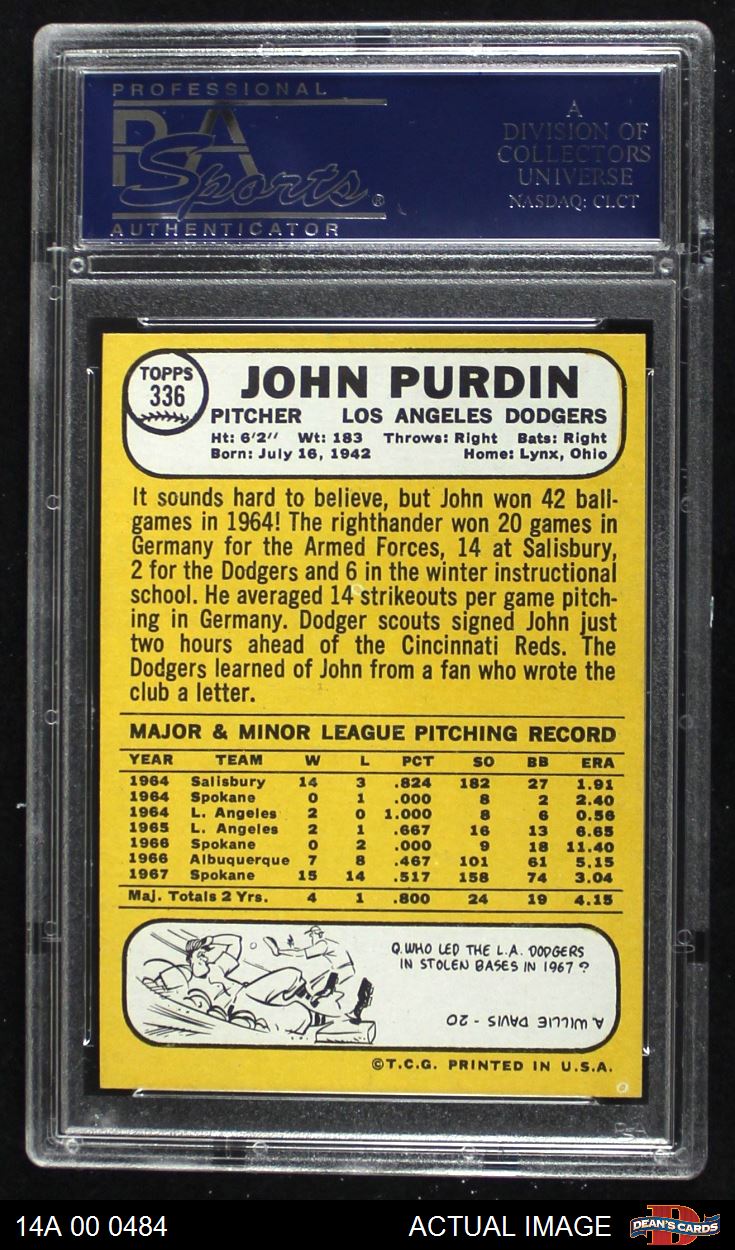 PROFESSIONAL
PSA
Sports®
AUTHENTICATOR
A
DIVISION OF
COLLECTORS
UNIVERSE
NASDAQ: CLCT
TOPPS
336
JOHN PURDIN
PITCHER LOS ANGELES DODGERS
Ht: 6'2" Wt: 183 Throws: Right Bats: Right
Born: July 16, 1942 Home: Lynx, Ohio
It sounds hard to believe, but John won 42 ball-
games in 1964! The righthander won 20 games in
Germany for the Armed Forces, 14 at Salisbury,
2 for the Dodgers and 6 in the winter instructional
school. He averaged 14 strikeouts per game pitch-
ing in Germany. Dodger scouts signed John just
two hours ahead of the Cincinnati Reds. The
Dodgers learned of John from a fan who wrote the
club a letter.
MAJOR & MINOR LEAGUE PITCHING RECORD
YEAR TEAM W L PCT SO BB ERA
1964 Salisbury 14 3 .824 182 27 1.91
1964 Spokane 0 1 .000 8 2 2.40
1964 L. Angeles 2 0 1.000 8 6 0.56
1965 L. Angeles 2 1 .667 16 13 6.65
1966 Spokane 0 2 .000 9 18 11.40
1966 Albuquerque 7 8 .467 101 61 5.15
1967 Spokane 15 14 .517 158 74 3.04
Maj. Totals 2 Yrs. 4 1 .800 24 19 4.15
Q. WHO LED THE L.A. DODGERS
IN STOLEN BASES IN 1967?
A WILLIE DAVIS - 20
©T.C.G. PRINTED IN U.S.A.
PSA
14A 00 0484 ACTUAL IMAGE
D
DEAN'S CARDS